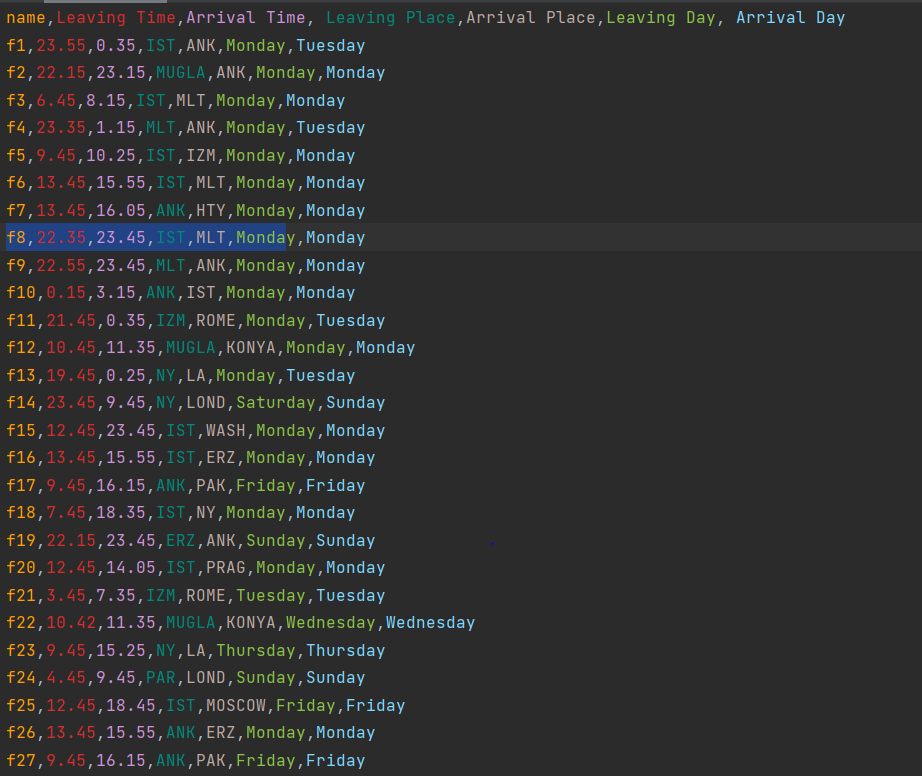 name,Leaving Time,Arrival Time, Leaving Place,Arrival Place,Leaving Day, Arrival Day
f1,23.55,0.35,IST,ANK,Monday,Tuesday
f2,22.15,23.15,MUGLA,ANK,Monday,Monday
f3,6.45,8.15,IST,MLT,Monday,Monday
f4,23.35,1.15,MLT,ANK,Monday,Tuesday
f5,9.45,10.25,IST,IZM,Monday,Monday
f6,13.45,15.55,IST,MLT,Monday,Monday
f7,13.45,16.05,ANK,HTY,Monday,Monday
f8,22.35,23.45,IST,MLT,Monday,Monday
f9,22.55,23.45,MLT,ANK,Monday,Monday
f10,0.15,3.15,ANK,IST,Monday,Monday
f11,21.45,0.35,IZM,ROME,Monday,Tuesday
f12,10.45,11.35,MUGLA,KONYA,Monday,Monday
f13,19.45,0.25,NY,LA,Monday,Tuesday
f14,23.45,9.45,NY,LOND,Saturday,Sunday
f15,12.45,23.45,IST,WASH,Monday,Monday
f16,13.45,15.55,IST,ERZ,Monday,Monday
f17,9.45,16.15,ANK,PAK,Friday,Friday
f18,7.45,18.35,IST,NY,Monday,Monday
f19,22.15,23.45,ERZ,ANK,Sunday,Sunday
f20,12.45,14.05,IST,PRAG,Monday,Monday
f21,3.45,7.35,IZM,ROME,Tuesday,Tuesday
f22,10.42,11.35,MUGLA,KONYA,Wednesday,Wednesday
f23,9.45,15.25,NY,LA,Thursday,Thursday
f24,4.45,9.45,PAR,LOND,Sunday,Sunday
f25,12.45,18.45,IST,MOSCOW,Friday,Friday
f26,13.45,15.55,ANK,ERZ,Monday,Monday
f27,9.45,16.15,ANK,PAK,Friday,Friday